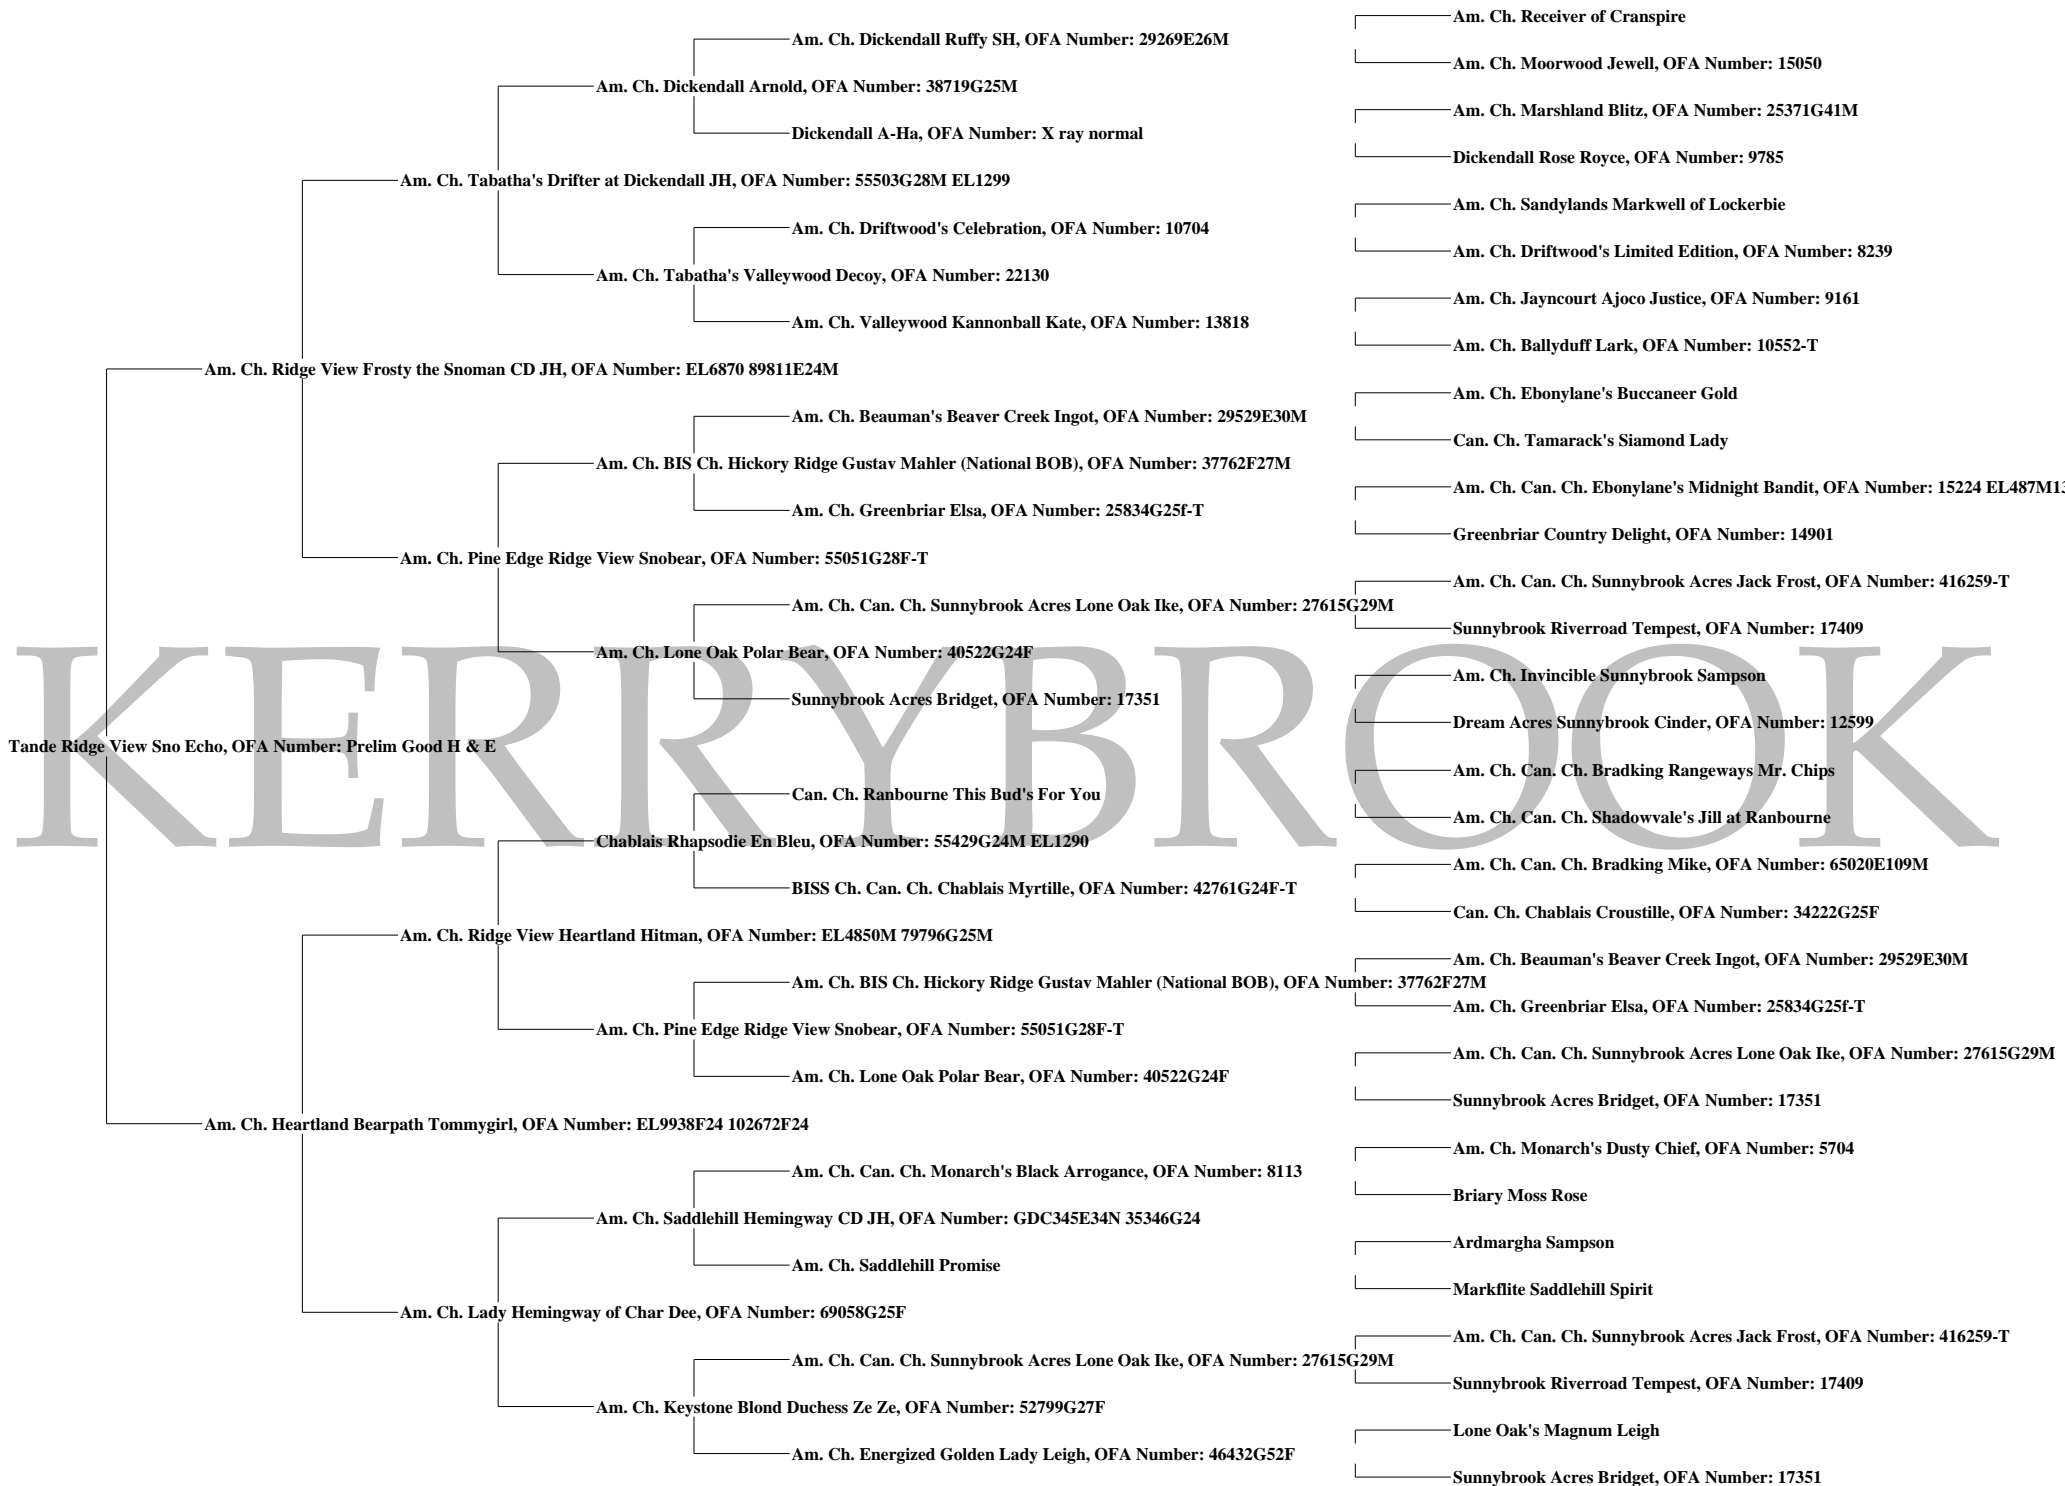 Am. Ch. Receiver of Cranspire
Am. Ch. Dickendall Ruffy SH, OFA Number: 29269E26M
Am. Ch. Moorwood Jewell, OFA Number: 15050
Am. Ch. Dickendall Arnold, OFA Number: 38719G25M
Am. Ch. Marshland Blitz, OFA Number: 25371G41M
Dickendall A-Ha, OFA Number: X ray normal
Dickendall Rose Royce, OFA Number: 9785
Am. Ch. Tabatha's Drifter at Dickendall JH, OFA Number: 55503G28M EL1299
Am. Ch. Sandylands Markwell of Lockerbie
Am. Ch. Driftwood's Celebration, OFA Number: 10704
Am. Ch. Driftwood's Limited Edition, OFA Number: 8239
Am. Ch. Tabatha's Valleywood Decoy, OFA Number: 22130
Am. Ch. Jayncourt Ajoco Justice, OFA Number: 9161
Am. Ch. Valleywood Kannonball Kate, OFA Number: 13818
Am. Ch. Ballyduff Lark, OFA Number: 10552-T
Am. Ch. Ridge View Frosty the Snoman CD JH, OFA Number: EL6870 89811E24M
Am. Ch. Ebonylane's Buccaneer Gold
Am. Ch. Beauman's Beaver Creek Ingot, OFA Number: 29529E30M
Can. Ch. Tamarack's Siamond Lady
Am. Ch. BIS Ch. Hickory Ridge Gustav Mahler (National BOB), OFA Number: 37762F27M
Am. Ch. Can. Ch. Ebonylane's Midnight Bandit, OFA Number: 15224 EL487M13
Am. Ch. Greenbriar Elsa, OFA Number: 25834G25f-T
Greenbriar Country Delight, OFA Number: 14901
Am. Ch. Pine Edge Ridge View Snobear, OFA Number: 55051G28F-T
Am. Ch. Can. Ch. Sunnybrook Acres Jack Frost, OFA Number: 416259-T
Am. Ch. Can. Ch. Sunnybrook Acres Lone Oak Ike, OFA Number: 27615G29M
Sunnybrook Riverroad Tempest, OFA Number: 17409
Am. Ch. Lone Oak Polar Bear, OFA Number: 40522G24F
Am. Ch. Invincible Sunnybrook Sampson
Sunnybrook Acres Bridget, OFA Number: 17351
Dream Acres Sunnybrook Cinder, OFA Number: 12599
KERRYBROOK
Tande Ridge View Sno Echo, OFA Number: Prelim Good H & E
Am. Ch. Can. Ch. Bradking Rangeways Mr. Chips
Can. Ch. Ranbourne This Bud's For You
Am. Ch. Can. Ch. Shadowvale's Jill at Ranbourne
Chablais Rhapsodie En Bleu, OFA Number: 55429G24M EL1290
Am. Ch. Can. Ch. Bradking Mike, OFA Number: 65020E109M
BISS Ch. Can. Ch. Chablais Myrtille, OFA Number: 42761G24F-T
Can. Ch. Chablais Croustille, OFA Number: 34222G25F
Am. Ch. Ridge View Heartland Hitman, OFA Number: EL4850M 79796G25M
Am. Ch. Beauman's Beaver Creek Ingot, OFA Number: 29529E30M
Am. Ch. BIS Ch. Hickory Ridge Gustav Mahler (National BOB), OFA Number: 37762F27M
Am. Ch. Greenbriar Elsa, OFA Number: 25834G25f-T
Am. Ch. Pine Edge Ridge View Snobear, OFA Number: 55051G28F-T
Am. Ch. Can. Ch. Sunnybrook Acres Lone Oak Ike, OFA Number: 27615G29M
Am. Ch. Lone Oak Polar Bear, OFA Number: 40522G24F
Sunnybrook Acres Bridget, OFA Number: 17351
Am. Ch. Heartland Bearpath Tommygirl, OFA Number: EL9938F24 102672F24
Am. Ch. Monarch's Dusty Chief, OFA Number: 5704
Am. Ch. Can. Ch. Monarch's Black Arrogance, OFA Number: 8113
Briary Moss Rose
Am. Ch. Saddlehill Hemingway CD JH, OFA Number: GDC345E34N 35346G24
Ardmargha Sampson
Am. Ch. Saddlehill Promise
Markflite Saddlehill Spirit
Am. Ch. Lady Hemingway of Char Dee, OFA Number: 69058G25F
Am. Ch. Can. Ch. Sunnybrook Acres Jack Frost, OFA Number: 416259-T
Am. Ch. Can. Ch. Sunnybrook Acres Lone Oak Ike, OFA Number: 27615G29M
Sunnybrook Riverroad Tempest, OFA Number: 17409
Am. Ch. Keystone Blond Duchess Ze Ze, OFA Number: 52799G27F
Lone Oak's Magnum Leigh
Am. Ch. Energized Golden Lady Leigh, OFA Number: 46432G52F
Sunnybrook Acres Bridget, OFA Number: 17351